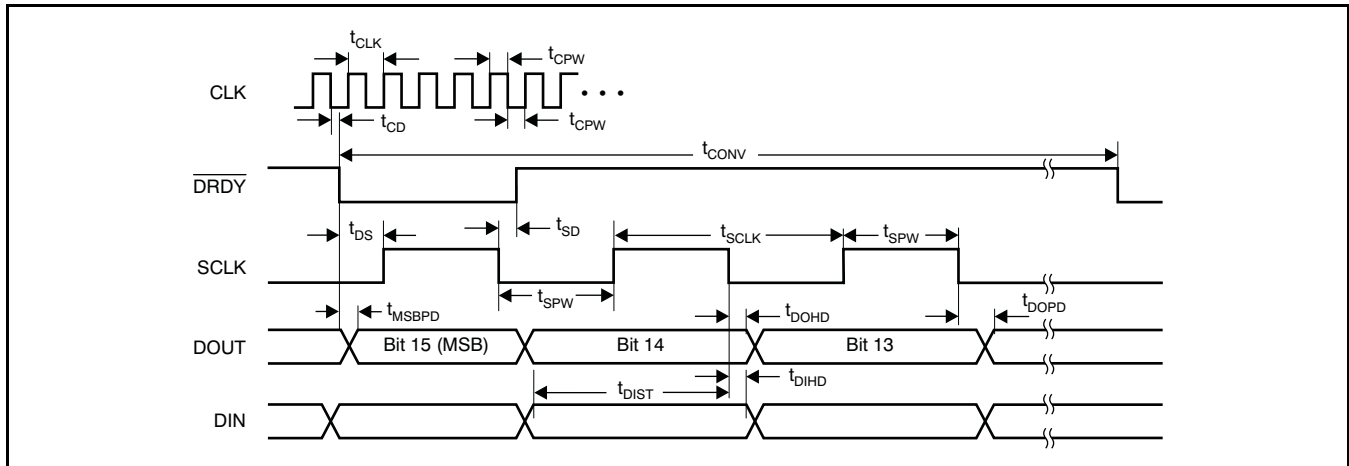 tCLK
tCPW
CLK
• • •
tCD
tCPW
tCONV
DRDY
tDS
tSD
tSCLK
tSPW
SCLK
tSPW
tMSBPD
tDOHD
tDOPD
DOUT
Bit 15 (MSB)
Bit 14
Bit 13
tDIST
tDIHD
DIN